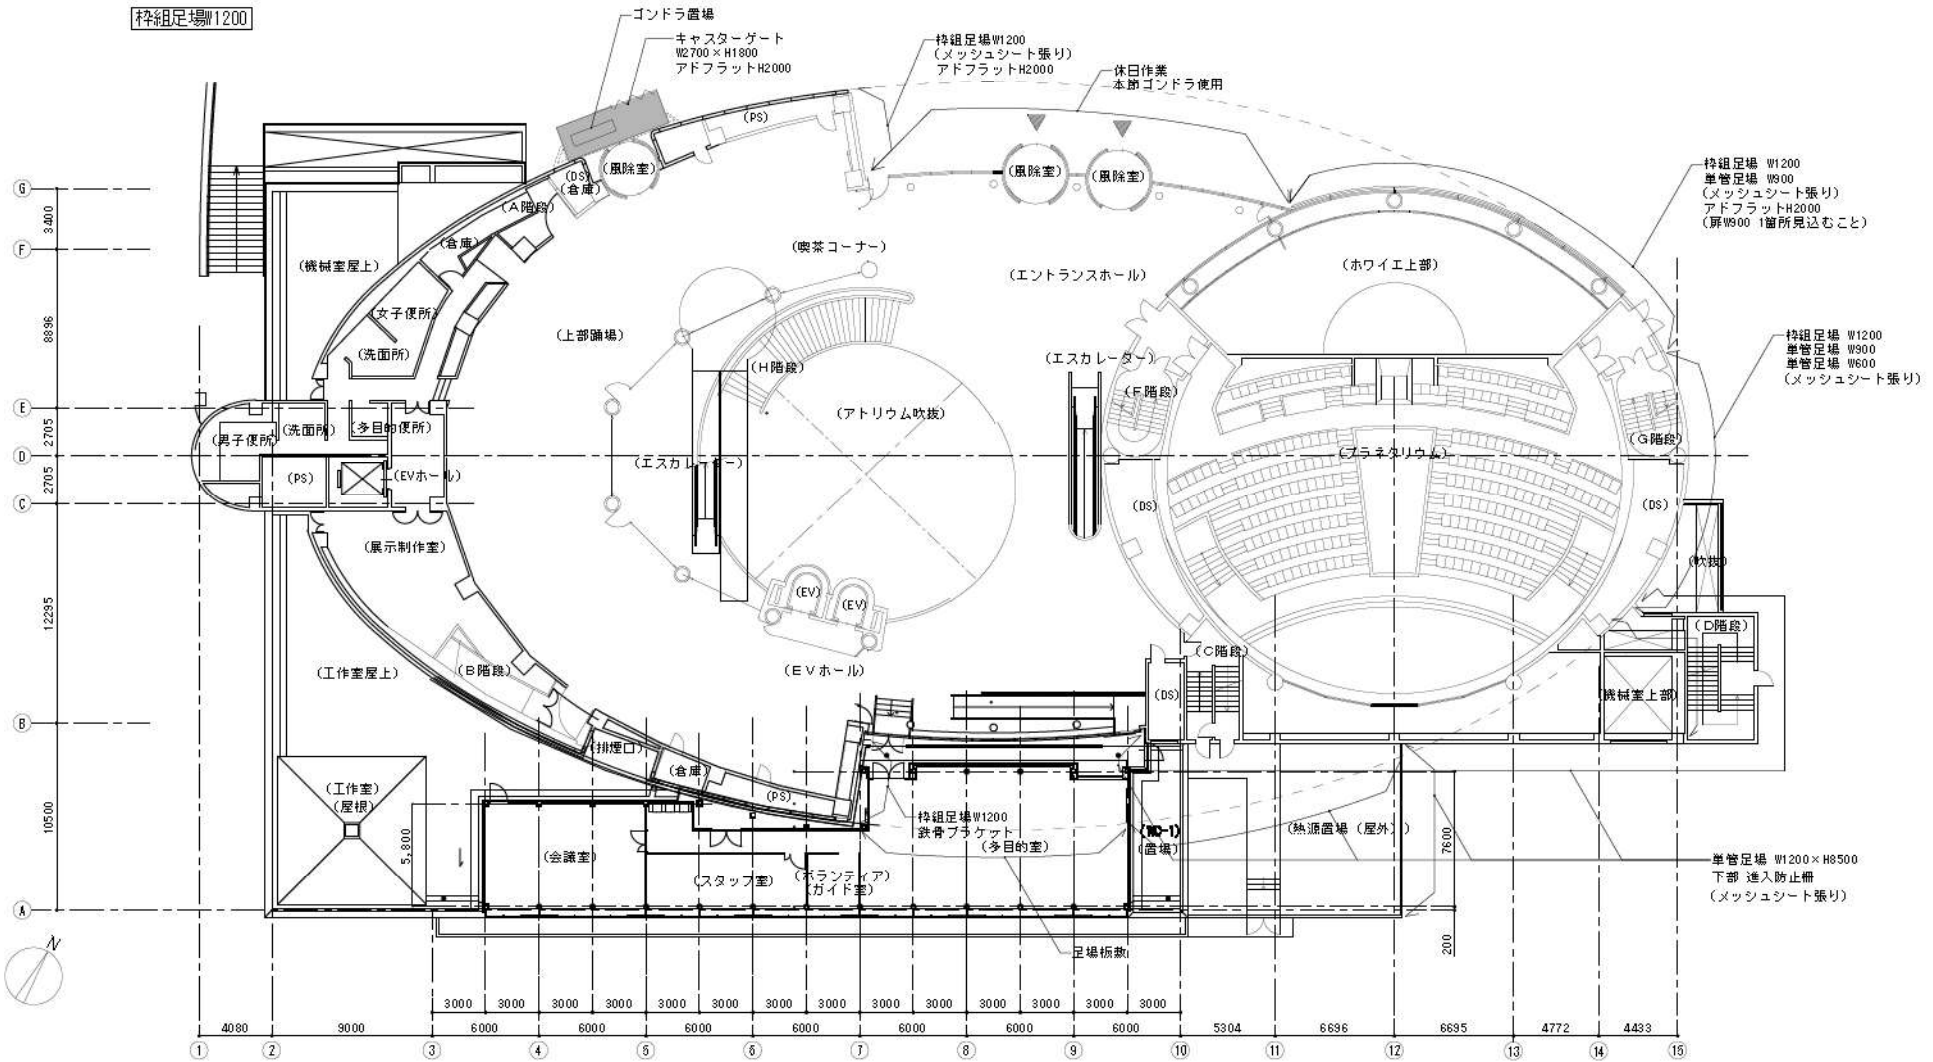 枠組足場W1200
ゴンドラ置場
キャスターゲート
W2700×H1800
アドフラットH2000
枠組足場W1200
(メッシュシート張り)
アドフラットH2000
休日作業
本節ゴンドラ使用
枠組足場 W1200
単管足場 W900
(メッシュシート張り)
アドフラットH2000
(扉W900 1箇所見込むこと)
枠組足場 W1200
単管足場 W900
単管足場 W600
(メッシュシート張り)
G
F
E
D
C
B
A
3400
8896
2705
2705
12295
10500
(PS)
(風除室)
(風除室)
(風除室)
(DS)
(倉庫)
(A階段)
(倉庫)
(機械室屋上)
(女子便所)
(洗面所)
(喫茶コーナー)
(エントランスホール)
(ホワイエ上部)
(上部踊場)
(H階段)
(エスカレーター)
(F階段)
(アトリウム吹抜)
(男子便所)
(洗面所)
(多目的便所)
(G階段)
(PS)
(EVホール)
(エスカレーター)
(プラネタリウム)
(DS)
(DS)
(展示制作室)
(吹抜)
(EV)
(EV)
(D階段)
(工作室屋上)
(B階段)
(EVホール)
(C階段)
(DS)
(機械室上部)
(排煙口)
(倉庫)
(PS)
(工作室)
(屋根)
5,800
枠組足場W1200
鉄骨ブラケット
(多目的室)
(置場)
(熱源置場(屋外))
7600
200
(会議室)
(スタッフ室)
(ボランティア)
(ガイド室)
単管足場 W1200×H8500
下部 進入防止柵
(メッシュシート張り)
足場板敷
N
3000 3000 3000 3000 3000 3000 3000 3000 3000 3000 3000 3000 3000 3000
4080 9000 6000 6000 6000 6000 6000 6000 6000 5304 6696 6695 4772 4433
1 2 3 4 5 6 7 8 9 10 11 12 13 14 15